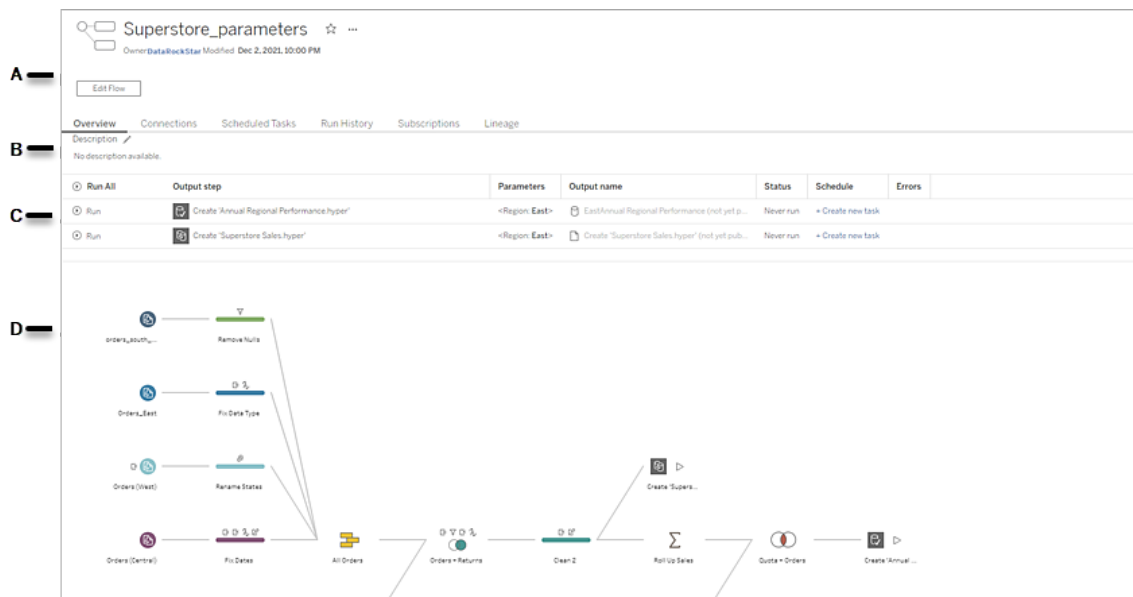 Superstore_parameters
Owner DataRockStar Modified Dec 2, 2021, 10:00 PM
A
Edit Flow
Overview Connections Scheduled Tasks Run History Subscriptions Lineage
Description
B
No description available.
Run All Output step Parameters Output name Status Schedule Errors
C
Run Create 'Annual Regional Performance.hyper' <Region: East> EastAnnual Regional Performance (not yet p... Never run + Create new task
Run Create 'Superstore Sales.hyper' <Region: East> Create 'Superstore Sales.hyper' (not yet pub... Never run + Create new task
D
orders_south_... Remove Nulls
Orders_East Fix Data Type
Orders (West) Rename States Create 'Supers...
Orders (Central) Fix Dates All Orders Orders + Returns Clean 2 Roll Up Sales Quota + Orders Create 'Annual ...